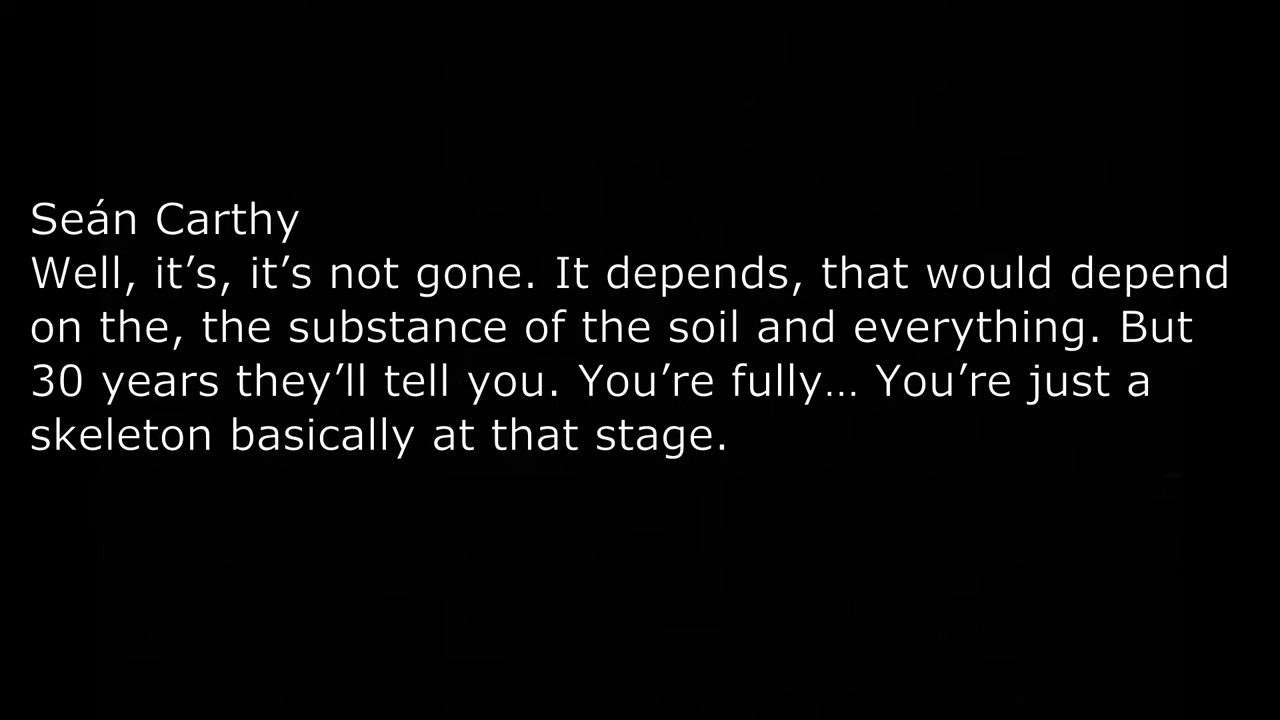 Seán Carthy
Well, it’s, it’s not gone. It depends, that would depend
on the, the substance of the soil and everything. But
30 years they’ll tell you. You’re fully… You’re just a
skeleton basically at that stage.